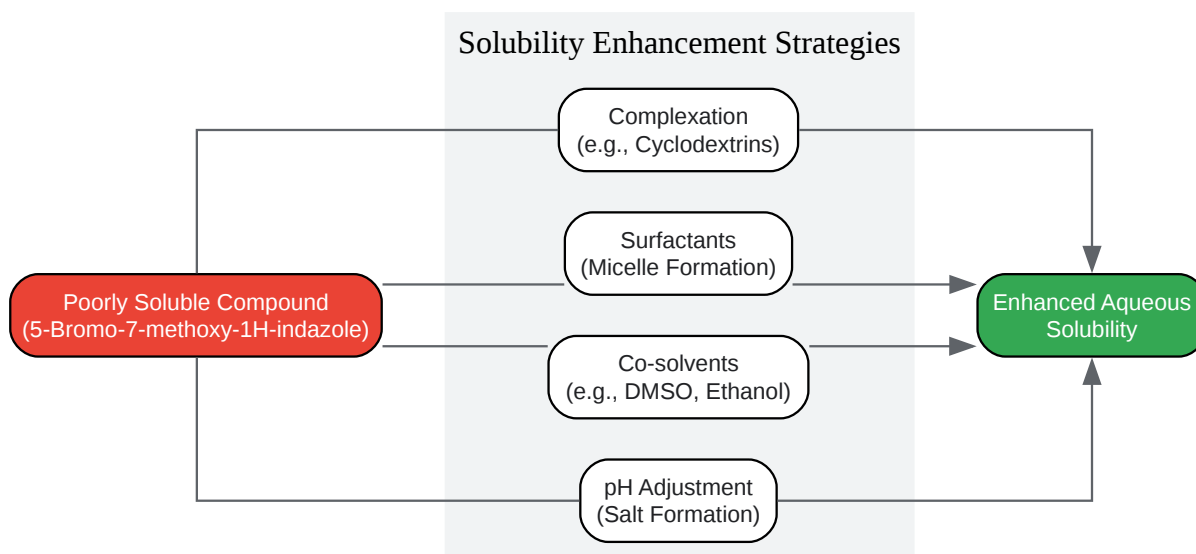 Solubility Enhancement Strategies
Complexation
(e.g., Cyclodextrins)
Surfactants
(Micelle Formation)
Poorly Soluble Compound
(5-Bromo-7-methoxy-1H-indazole)
Enhanced Aqueous
Solubility
Co-solvents
(e.g., DMSO, Ethanol)
pH Adjustment
(Salt Formation)